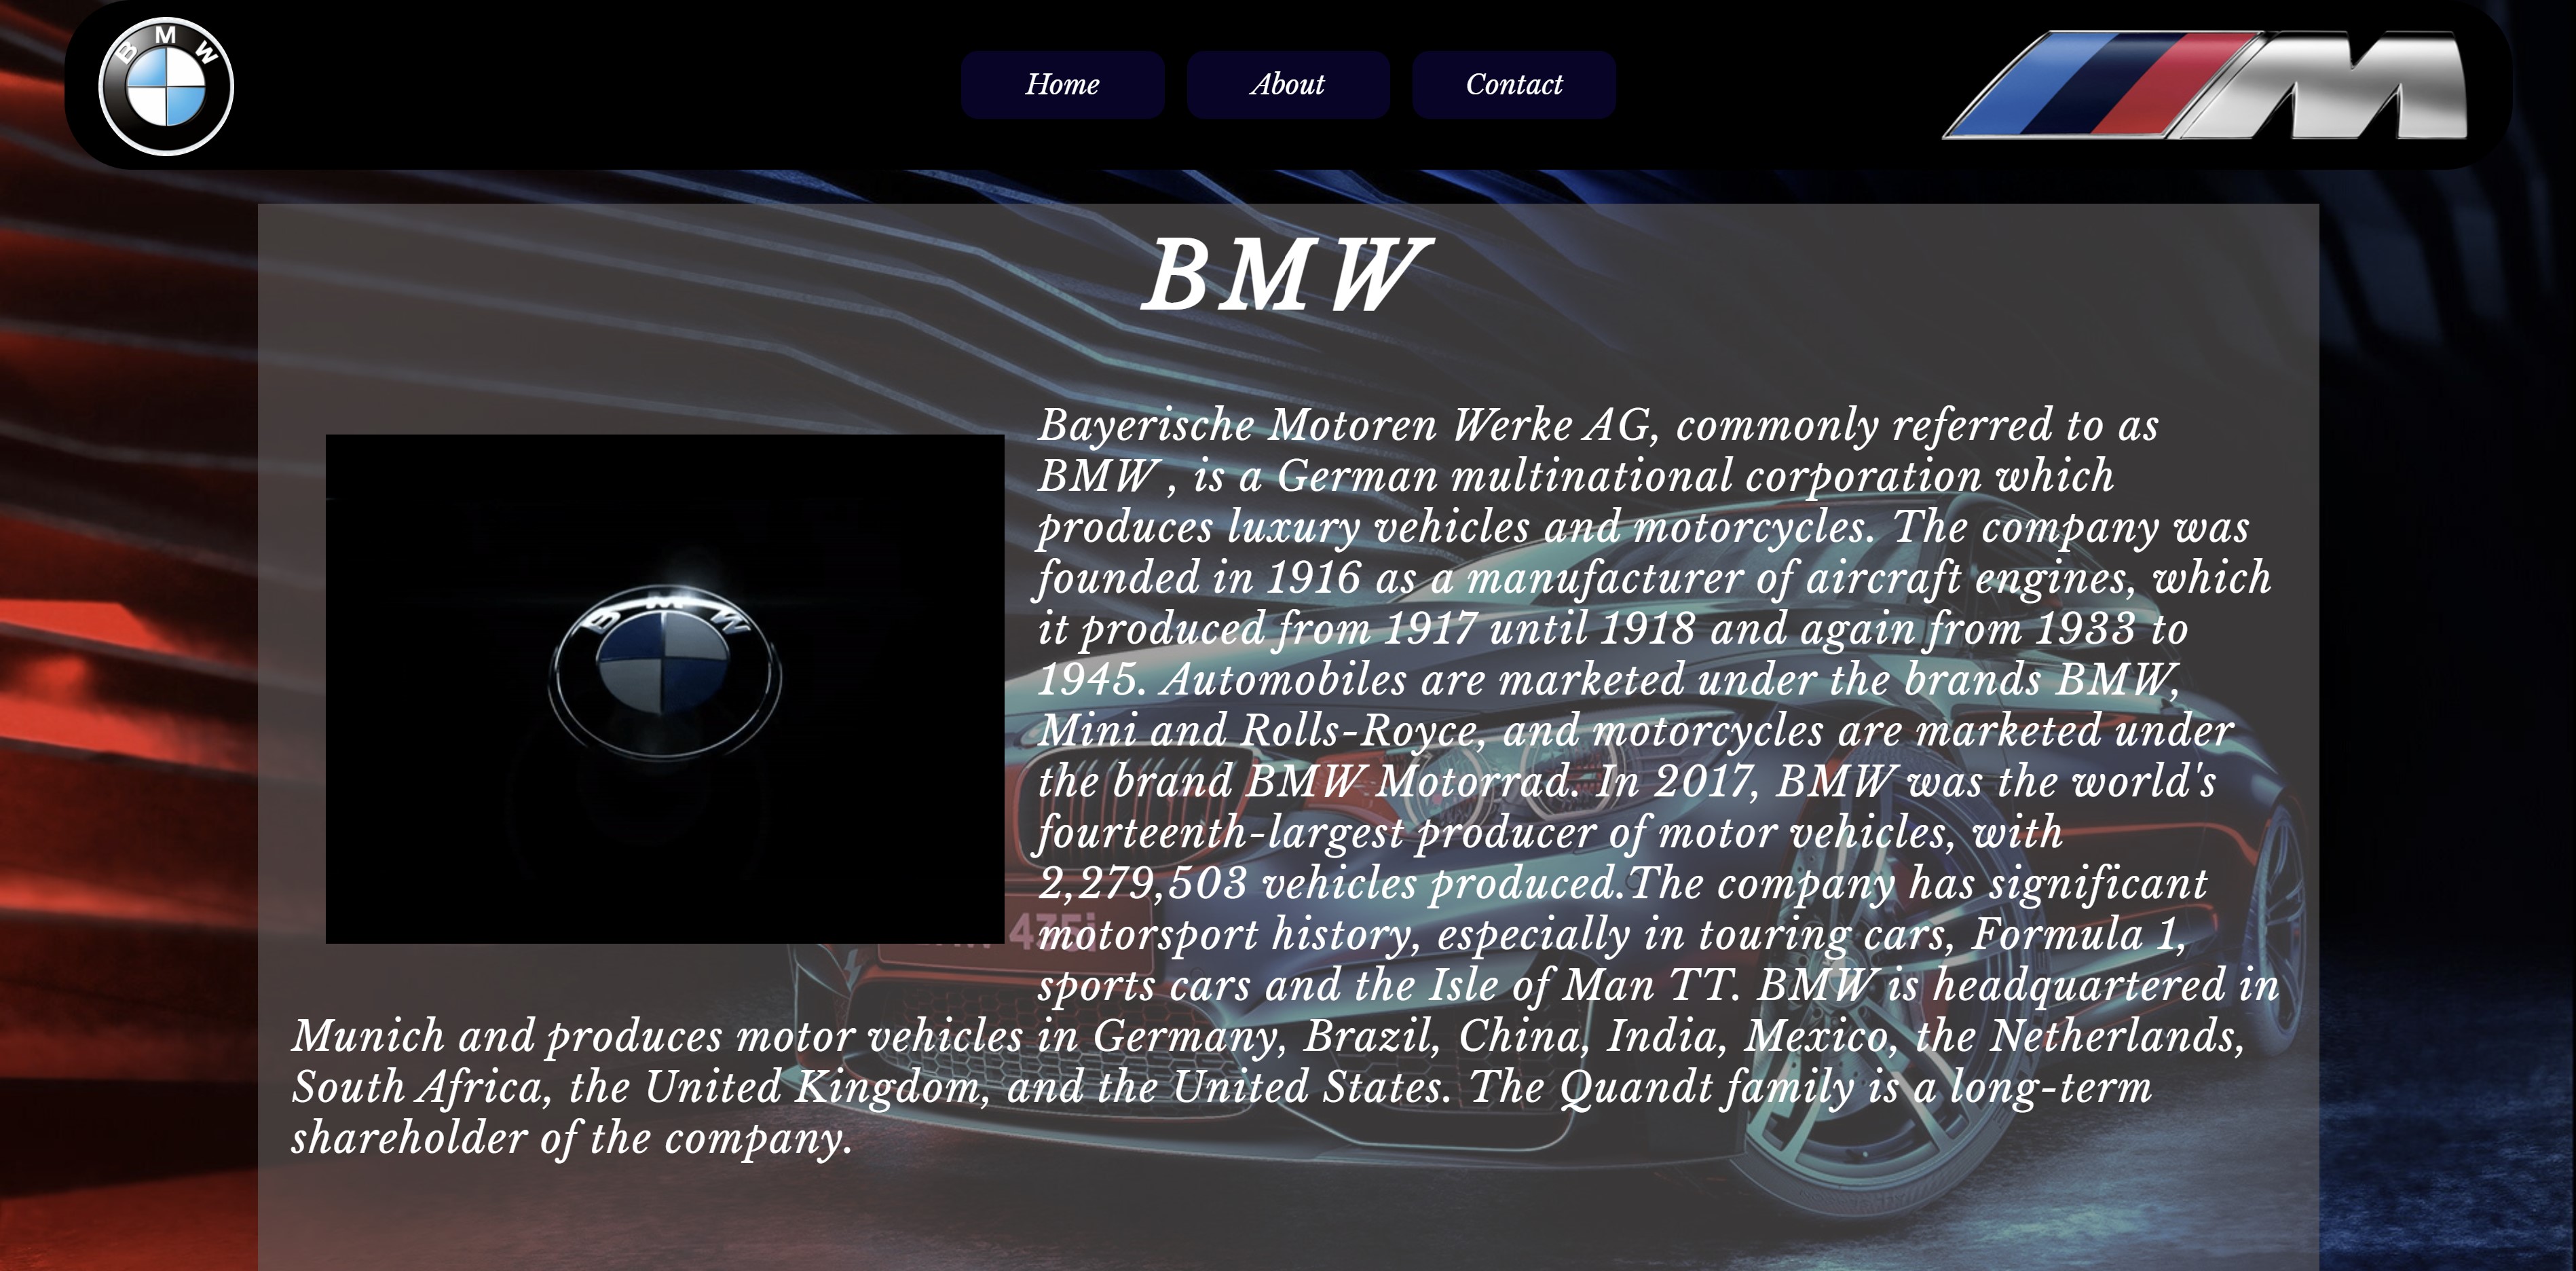 BMW
Home
About
Contact
M
BMW
BMW
Bayerische Motoren Werke AG, commonly referred to as
BMW , is a German multinational corporation which
produces luxury vehicles and motorcycles. The company was
founded in 1916 as a manufacturer of aircraft engines, which
it produced from 1917 until 1918 and again from 1933 to
1945. Automobiles are marketed under the brands BMW,
Mini and Rolls-Royce, and motorcycles are marketed under
the brand BMW Motorrad. In 2017, BMW was the world's
fourteenth-largest producer of motor vehicles, with
2,279,503 vehicles produced.The company has significant
motorsport history, especially in touring cars, Formula 1,
sports cars and the Isle of Man TT. BMW is headquartered in
Munich and produces motor vehicles in Germany, Brazil, China, India, Mexico, the Netherlands,
South Africa, the United Kingdom, and the United States. The Quandt family is a long-term
shareholder of the company.
435i